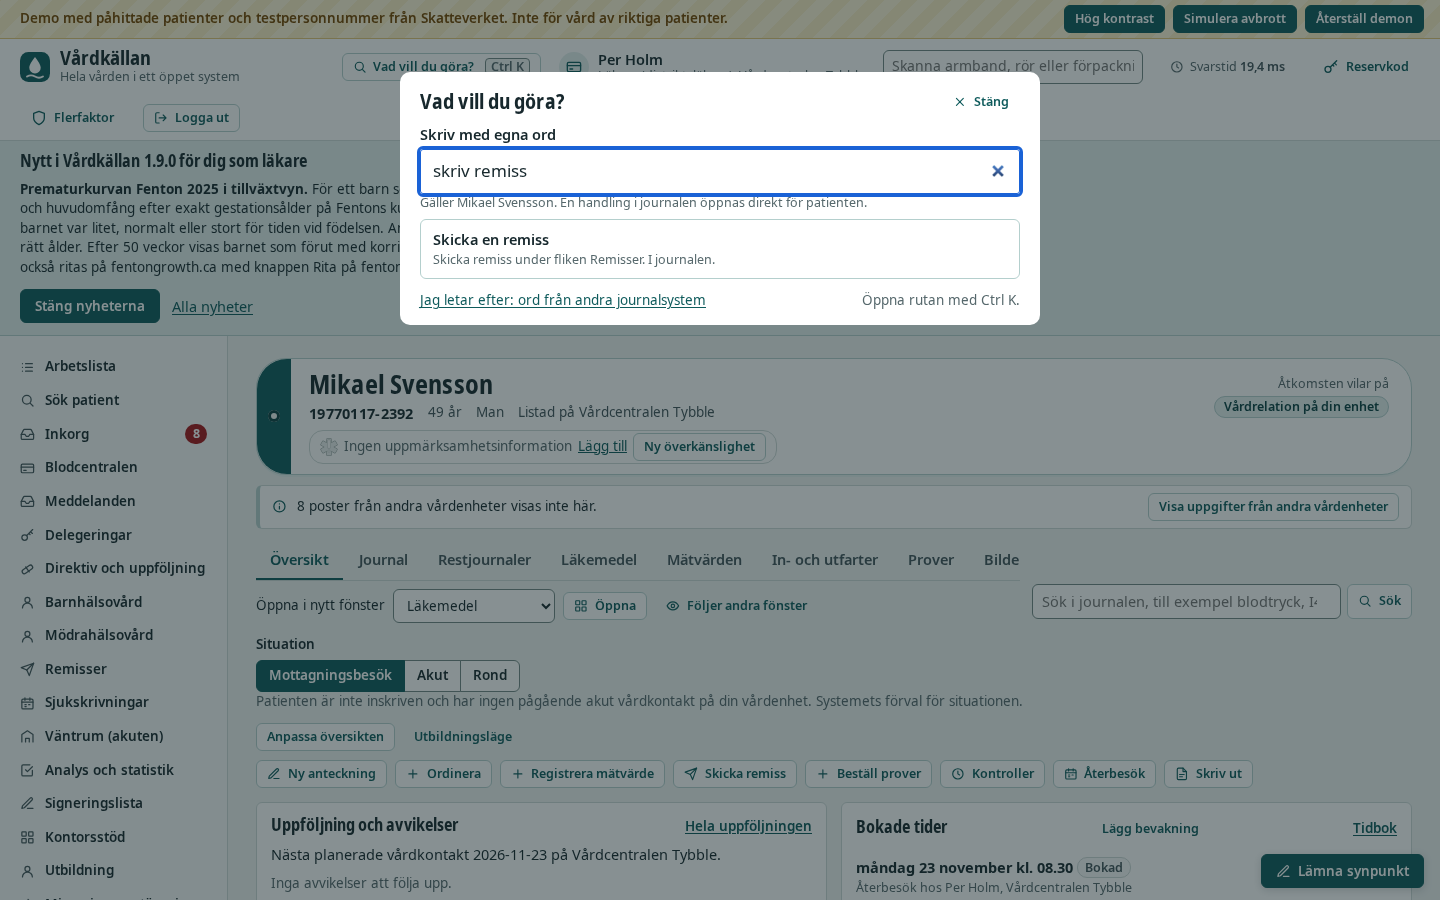 Demo med påhittade patienter och testpersonnummer från Skatteverket. Inte för vård av riktiga patienter.
Hög kontrast
Simulera avbrott
Återställ demon
Vårdkällan
Hela vården i ett öppet system
Vad vill du göra?
Ctrl K
Per Holm
Skanna armband, rör eller förpackni
Svarstid 19,4 ms
Reservkod
Flerfaktor
Logga ut
Vad vill du göra?
Stäng
Skriv med egna ord
skriv remiss
Gäller Mikael Svensson. En handling i journalen öppnas direkt för patienten.
Skicka en remiss
Skicka remiss under fliken Remisser. I journalen.
Jag letar efter: ord från andra journalsystem
Öppna rutan med Ctrl K.
Nytt i Vårdkällan 1.9.0 för dig som läkare
Prematurkurvan Fenton 2025 i tillväxtvyn. För ett barn
och huvudomfång efter exakt gestationsålder på Fentons
barnet var litet, normalt eller stort för tiden vid födelsen.
rätt ålder. Efter 50 veckor visas barnet som förut med
också ritas på fentongrowth.ca med knappen Rita på
Stäng nyheterna
Alla nyheter
Arbetslista
Sök patient
Inkorg
8
Blodcentralen
Meddelanden
Delegeringar
Direktiv och uppföljning
Barnhälsovård
Mödrahälsovård
Remisser
Sjukskrivningar
Väntrum (akuten)
Analys och statistik
Signeringslista
Kontorsstöd
Utbildning
Mikael Svensson
19770117-2392
49 år
Man
Listad på Vårdcentralen Tybble
Ingen uppmärksamhetsinformation
Lägg till
Ny överkänslighet
Åtkomsten vilar på
Vårdrelation på din enhet
8 poster från andra vårdenheter visas inte här.
Visa uppgifter från andra vårdenheter
Översikt
Journal
Restjournaler
Läkemedel
Mätvärden
In- och utfarter
Prover
Bilde
Öppna i nytt fönster
Läkemedel
Öppna
Följer andra fönster
Sök i journalen, till exempel blodtryck,
Sök
Situation
Mottagningsbesök
Akut
Rond
Patienten är inte inskriven och har ingen pågående akut vårdkontakt på din vårdenhet. Systemets förval för situationen.
Anpassa översikten
Utbildningsläge
Ny anteckning
Ordinera
Registrera mätvärde
Skicka remiss
Beställ prover
Kontroller
Återbesök
Skriv ut
Uppföljning och avvikelser
Hela uppföljningen
Nästa planerade vårdkontakt 2026-11-23 på Vårdcentralen Tybble.
Inga avvikelser att följa upp.
Bokade tider
Lägg bevakning
Tidbok
måndag 23 november kl. 08.30
Bokad
Återbesök hos Per Holm, Vårdcentralen Tybble
Lämna synpunkt